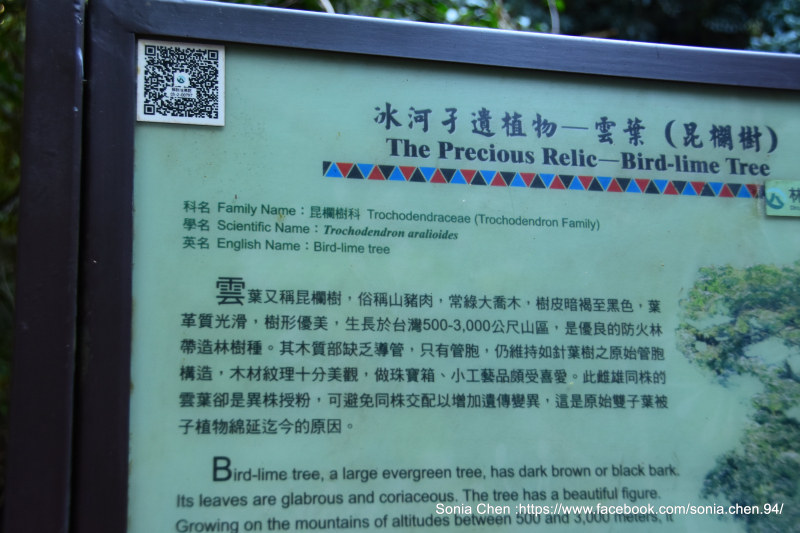 冰河孑遺植物—雲葉（昆欄樹）
The Precious Relic—Bird-lime Tree
科名 Family Name：昆欄樹科 Trochodendraceae (Trochodendron Family)
學名 Scientific Name：Trochodendron aralioides
英名 English Name：Bird-lime tree
雲葉又稱昆欄樹，俗稱山豬肉，常綠大喬木，樹皮暗褐至黑色，葉
革質光滑，樹形優美，生長於台灣500-3,000公尺山區，是優良的防火林
帶造林樹種。其木質部缺乏導管，只有管胞，仍維持如針葉樹之原始管胞
構造，木材紋理十分美觀，做珠寶箱、小工藝品頗受喜愛。此雌雄同株的
雲葉卻是異株授粉，可避免同株交配以增加遺傳變異，這是原始雙子葉被
子植物綿延迄今的原因。
Bird-lime tree, a large evergreen tree, has dark brown or black bark.
Its leaves are glabrous and coriaceous. The tree has a beautiful figure.
Growing on the mountains of altitudes between 500 and 3,000 meters, it
Sonia Chen :https://www.facebook.com/sonia.chen.94/